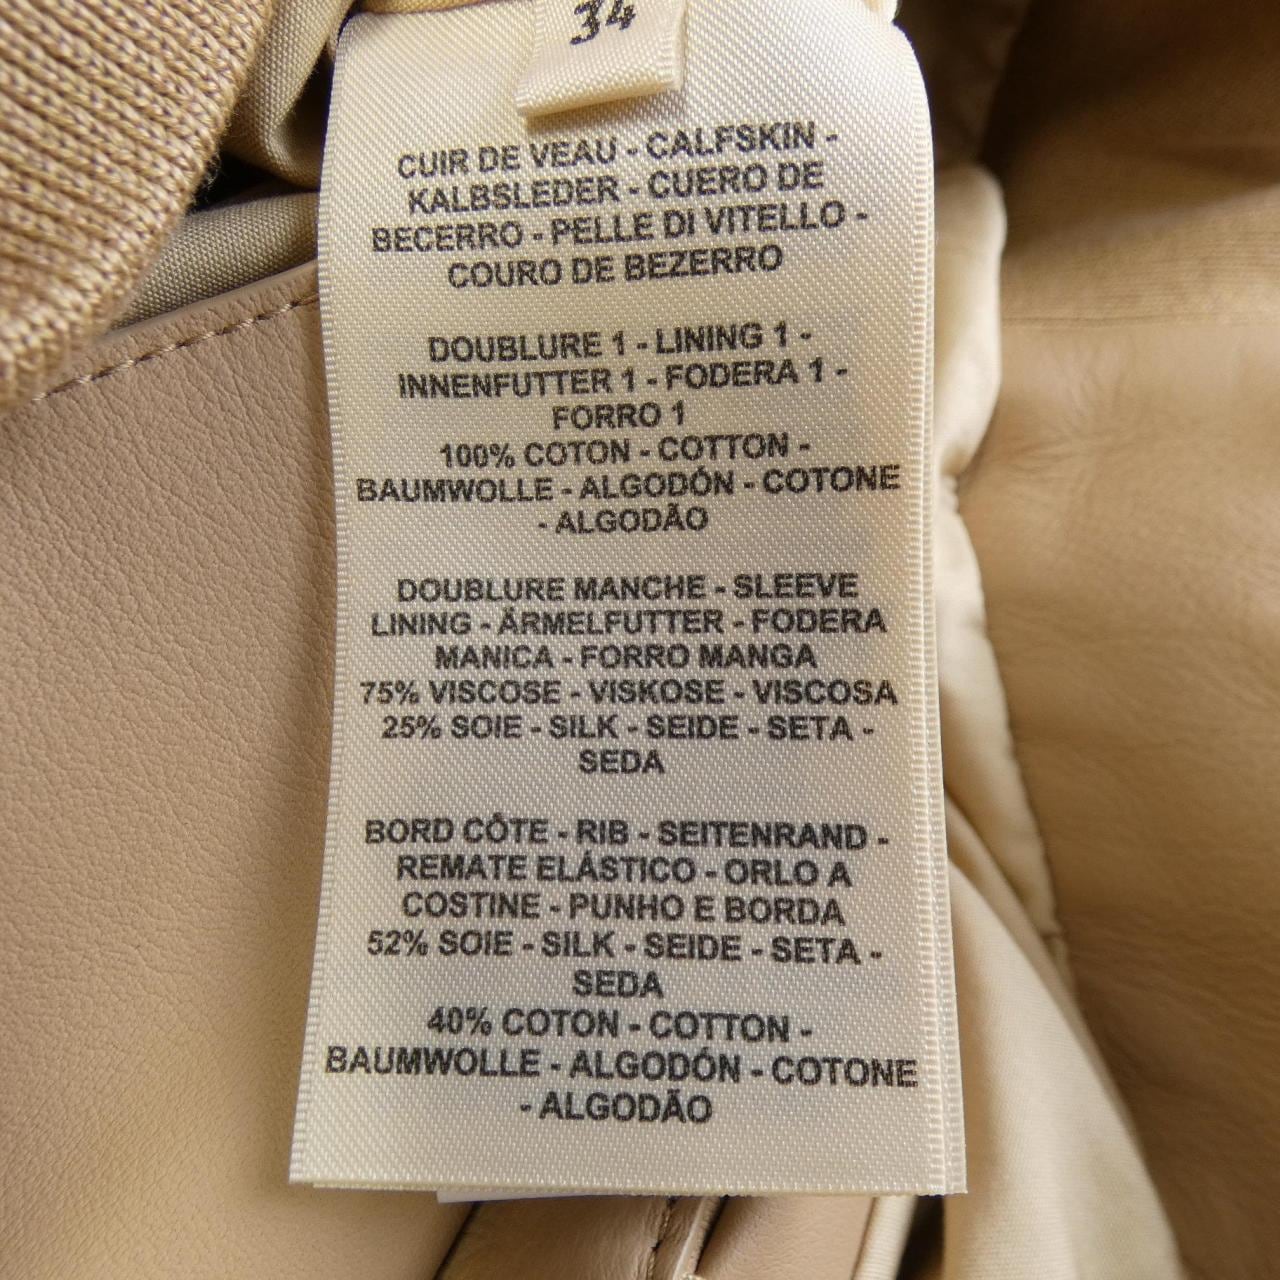 34
CUIR DE VEAU - CALFSKIN -
KALBSLEDER - CUERO DE
BECERRO - PELLE DI VITELLO -
COURO DE BEZERRO
DOUBLURE 1 - LINING 1 -
INNENFUTTER 1 - FODERA 1 -
FORRO 1
100% COTON - COTTON -
BAUMWOLLE - ALGODÓN - COTONE
- ALGODÃO
DOUBLURE MANCHE - SLEEVE
LINING - ÄRMELFUTTER - FODERA
MANICA - FORRO MANGA
75% VISCOSE - VISKOSE - VISCOSA
25% SOIE - SILK - SEIDE - SETA -
SEDA
BORD CÔTE - RIB - SEITENRAND -
REMATE ELÁSTICO - ORLO A
COSTINE - PUNHO E BORDA
52% SOIE - SILK - SEIDE - SETA -
SEDA
40% COTON - COTTON -
BAUMWOLLE - ALGODÓN - COTONE
- ALGODÃO